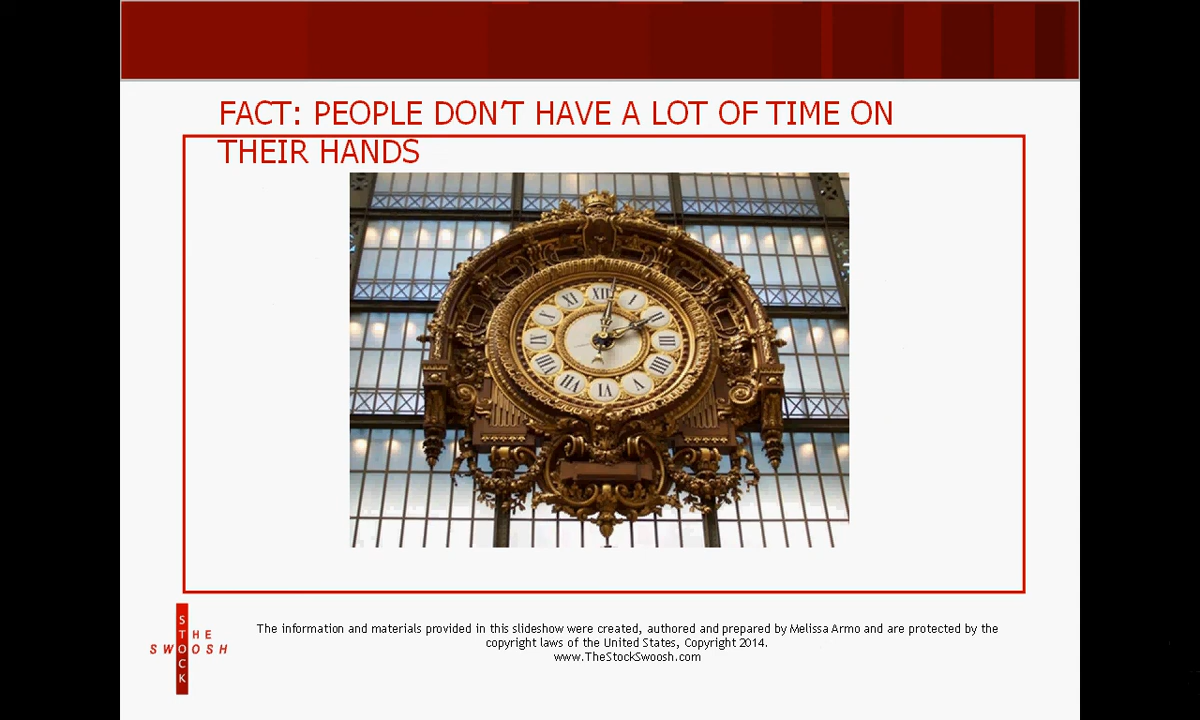 FACT: PEOPLE DON'T HAVE A LOT OF TIME ON
THEIR HANDS
XII
I
II
III
IIII
V
VI
VII
IX
XI
THE
SWOOSH
STOCK
The information and materials provided in this slideshow were created, authored and prepared by Melissa Armo and are protected by the
copyright laws of the United States, Copyright 2014.
www.TheStockSwoosh.com